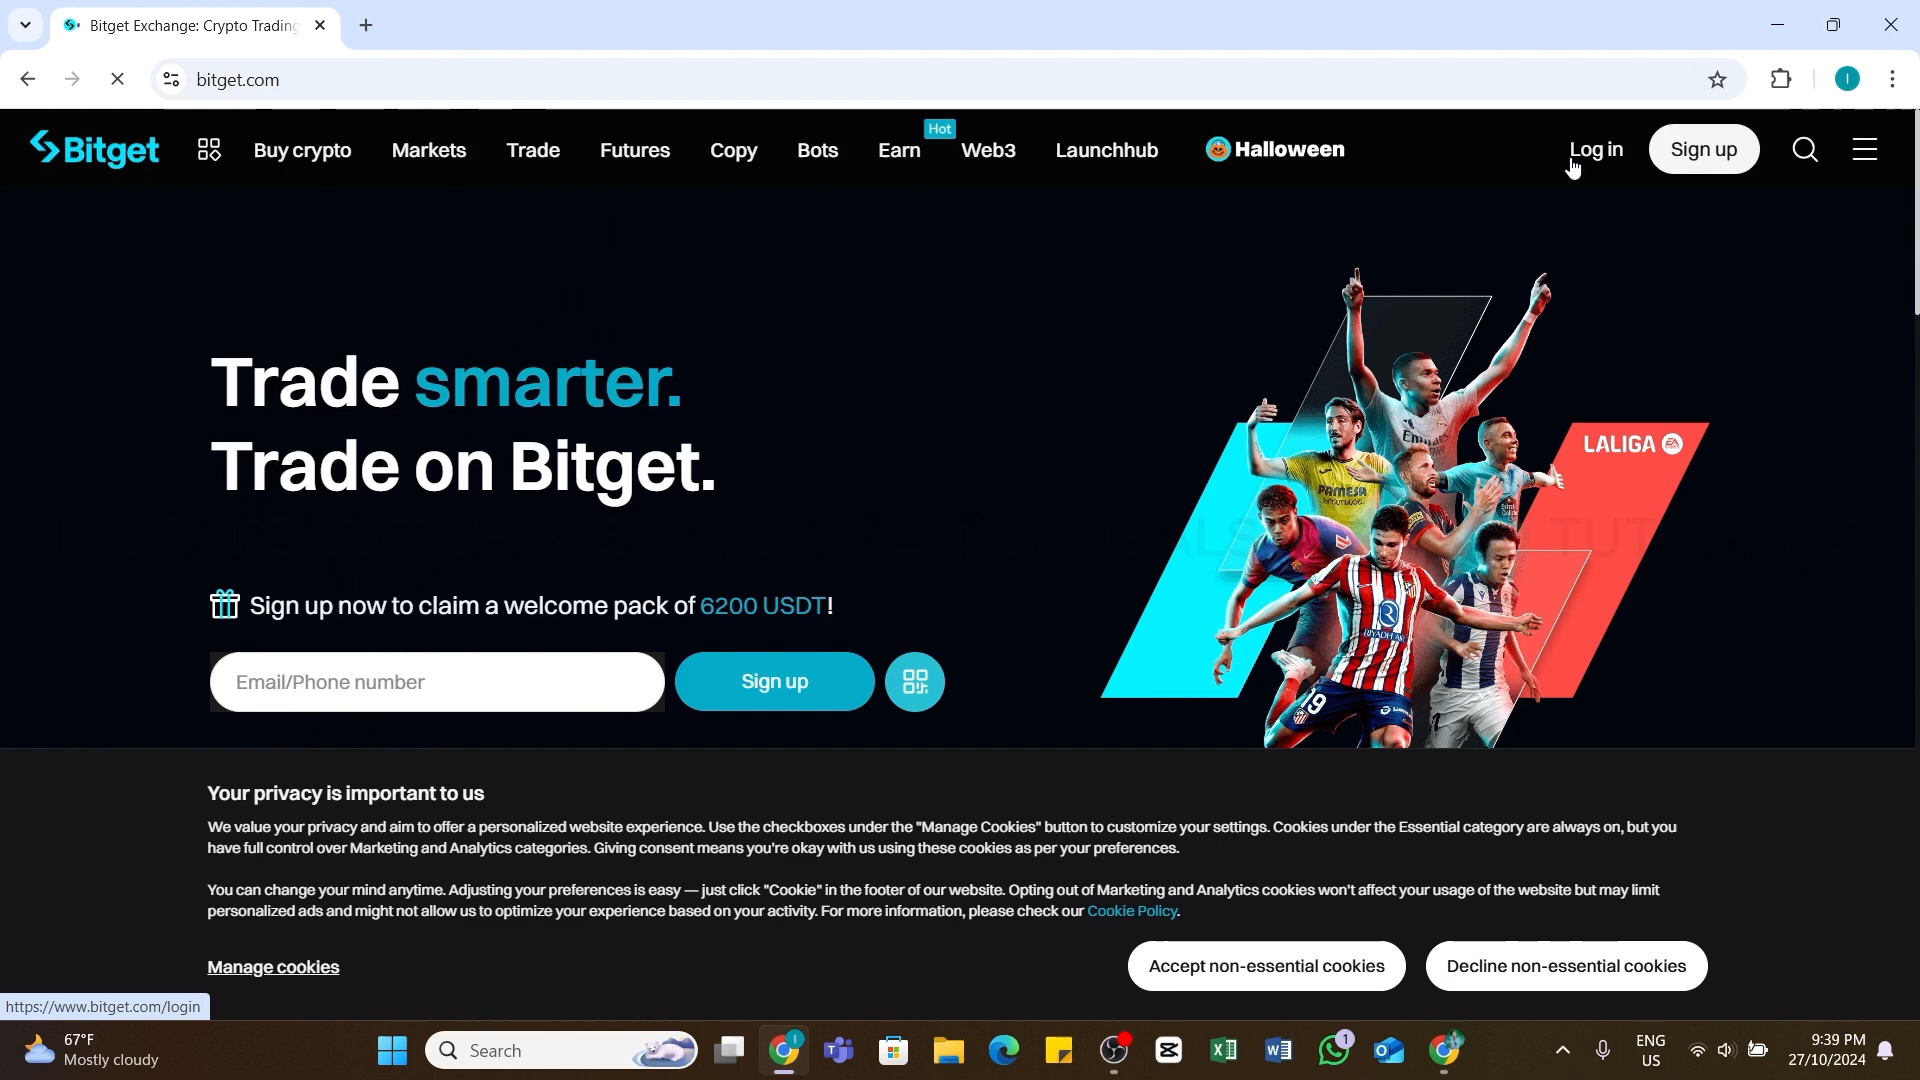 Bitget Exchange: Crypto Trading
bitget.com
Bitget
Buy crypto
Markets
Trade
Futures
Copy
Bots
Earn
Hot
Web3
Launchhub
Halloween
Log in
Sign up
Trade smarter.
Trade on Bitget.
LALIGA
PAMESA
RIYADH AIR
19
Sign up now to claim a welcome pack of 6200 USDT!
Email/Phone number
Sign up
Your privacy is important to us
We value your privacy and aim to offer a personalized website experience. Use the checkboxes under the "Manage Cookies" button to customize your settings. Cookies under the Essential category are always on, but you
have full control over Marketing and Analytics categories. Giving consent means you're okay with us using these cookies as per your preferences.
You can change your mind anytime. Adjusting your preferences is easy — just click "Cookie" in the footer of our website. Opting out of Marketing and Analytics cookies won't affect your usage of the website but may limit
personalized ads and might not allow us to optimize your experience based on your activity. For more information, please check our Cookie Policy.
Manage cookies
Accept non-essential cookies
Decline non-essential cookies
https://www.bitget.com/login
67°F
Mostly cloudy
Search
1
ENG
US
9:39 PM
27/10/2024